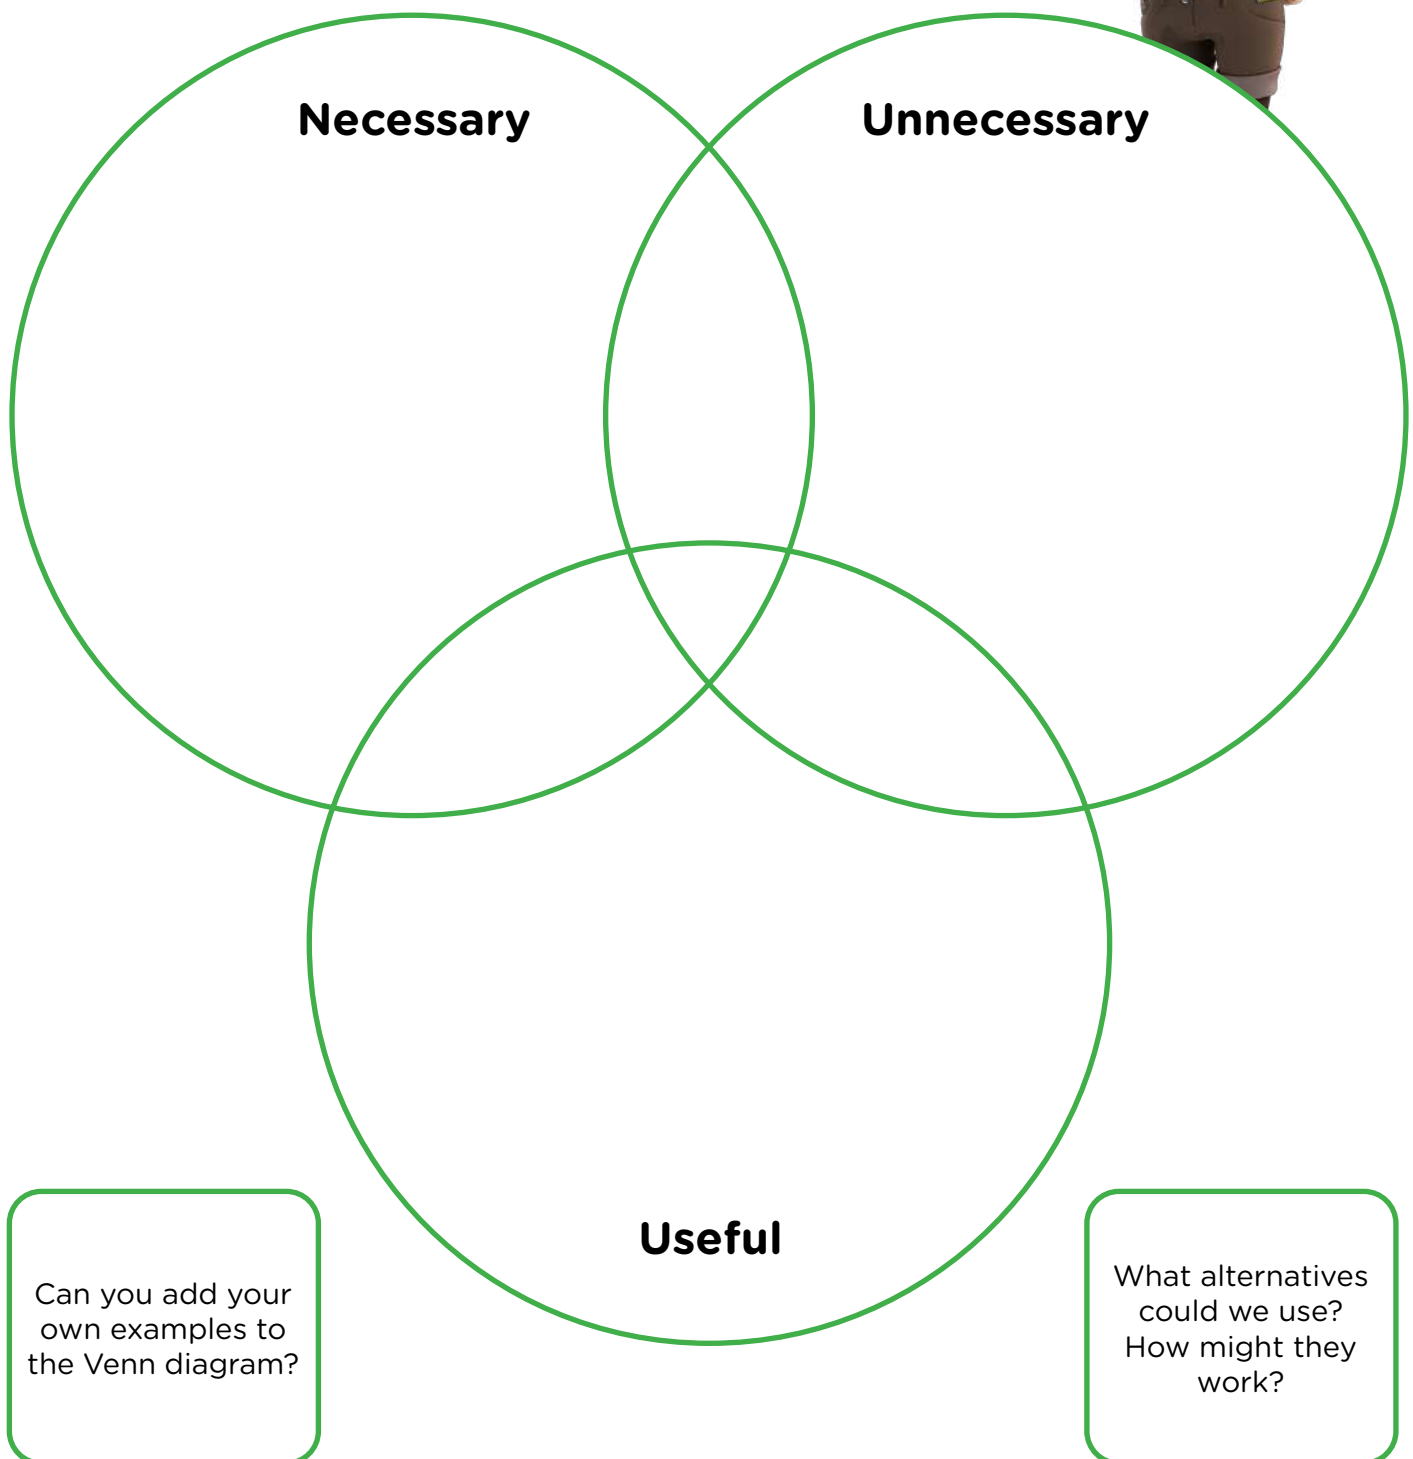 Necessary
Unnecessary
Useful
Can you add your
own examples to
the Venn diagram?
What alternatives
could we use?
How might they
work?